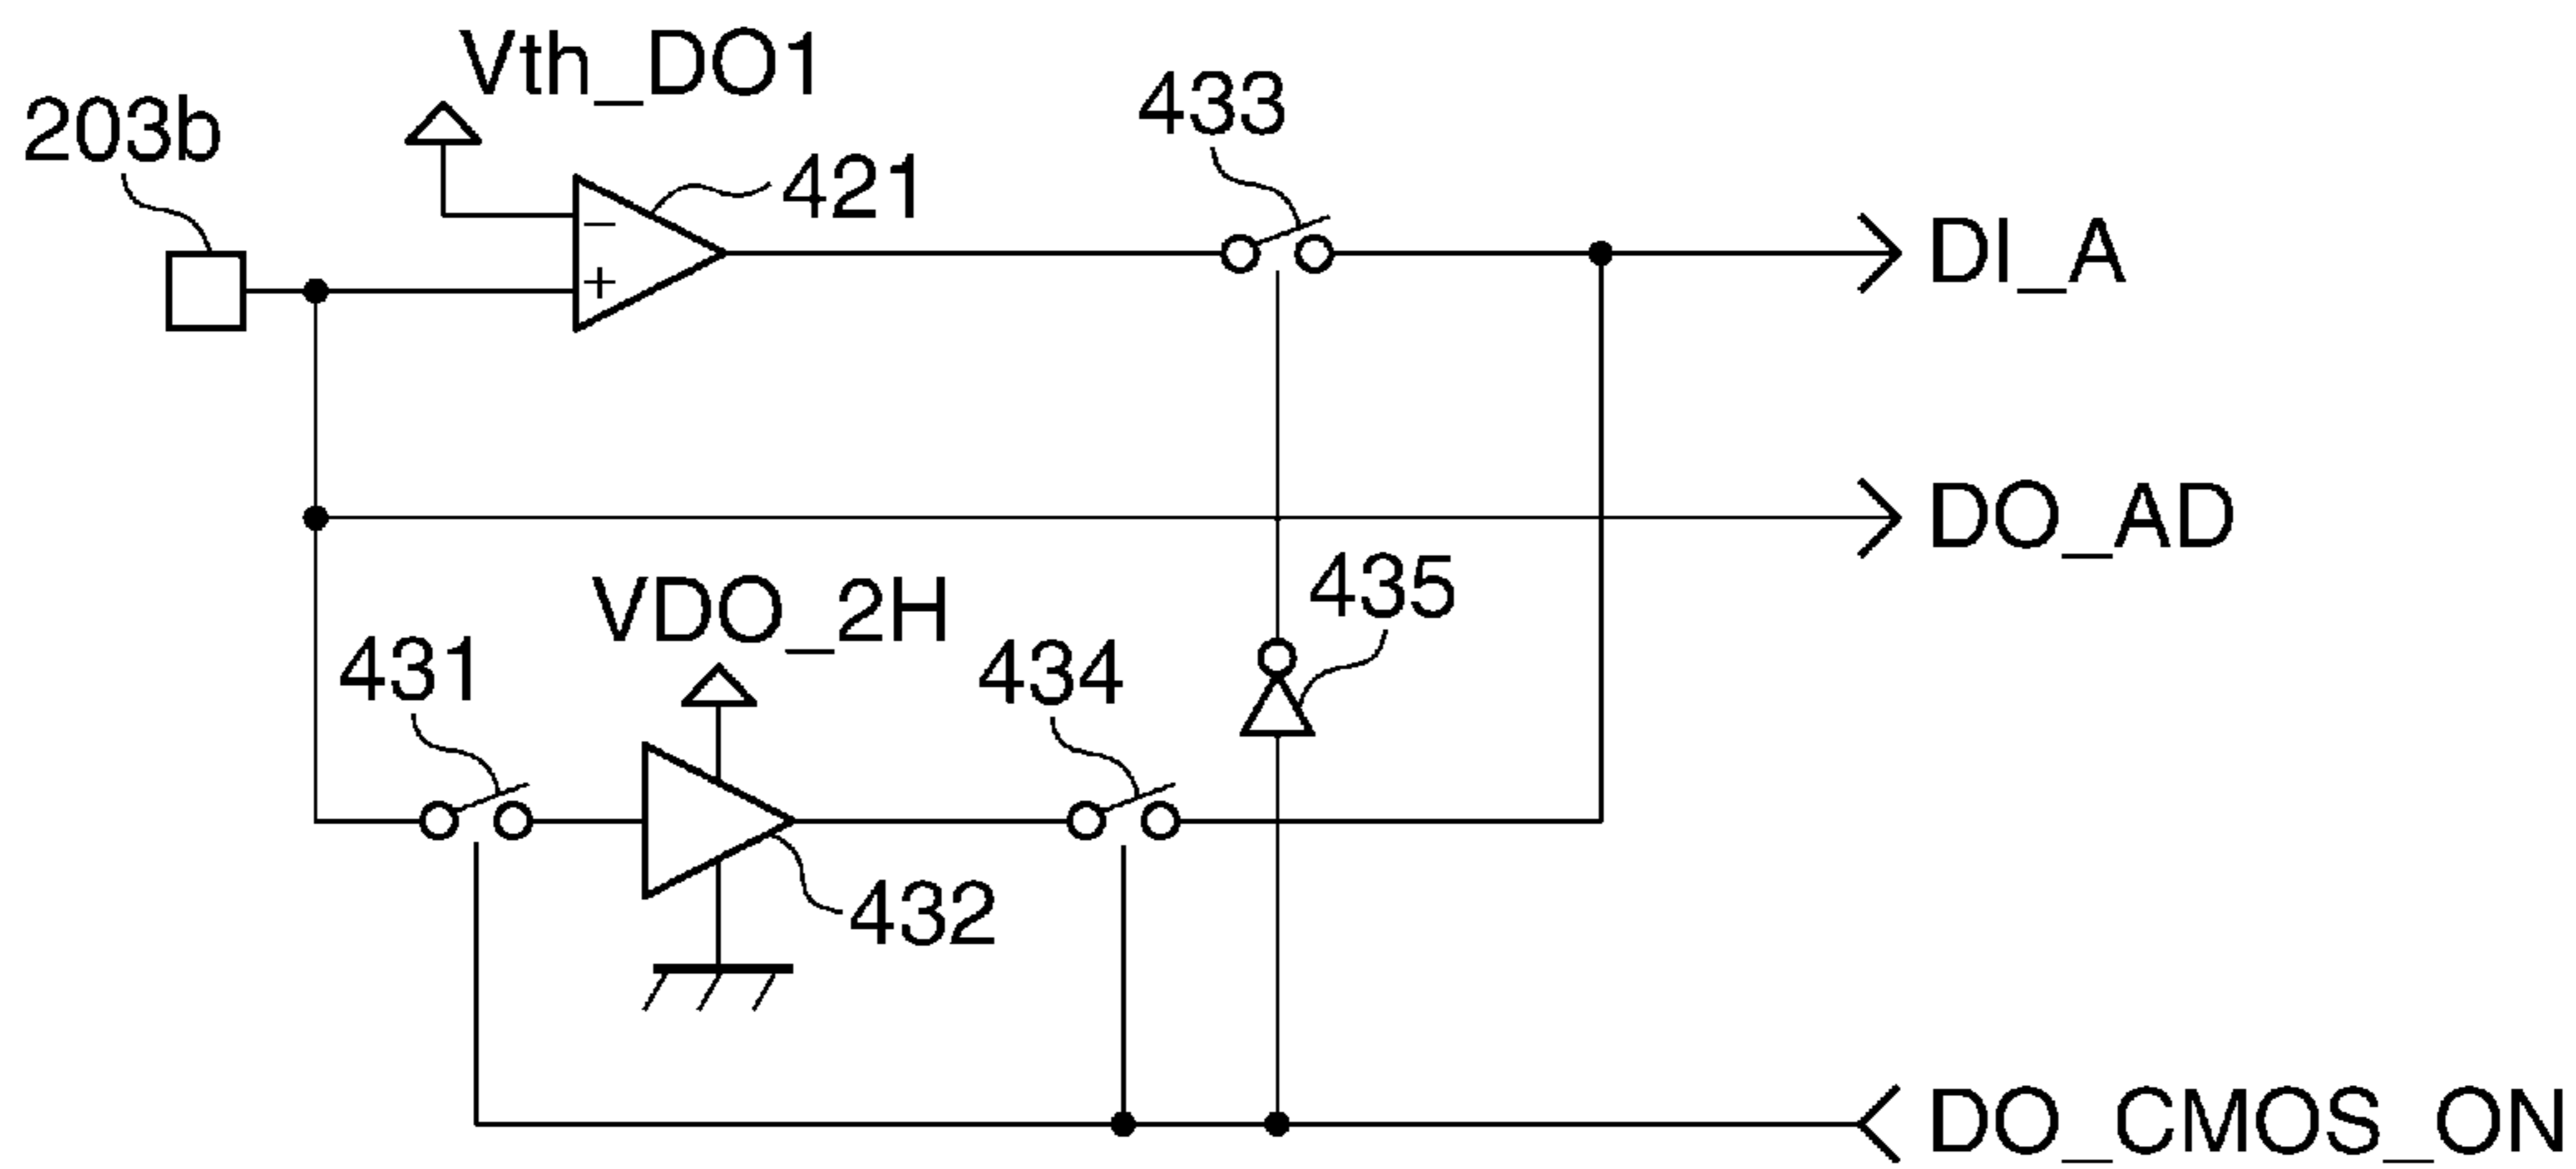 Vth_DO1
203b
433
421
−
+
DI_A
DO_AD
435
VDO_2H
431
434
432
DO_CMOS_ON